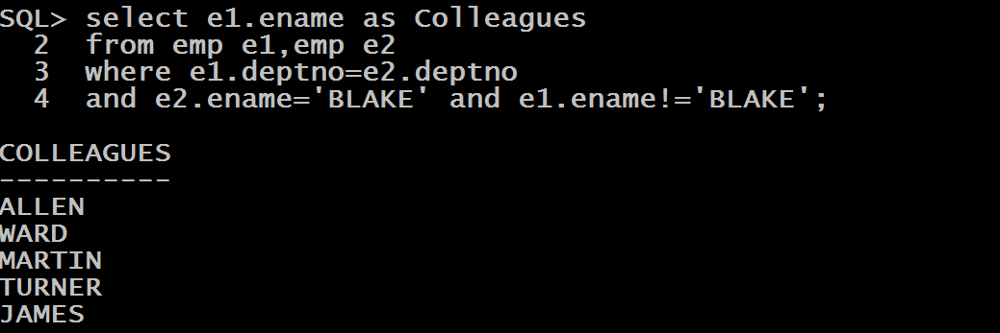 SQL> select e1.ename as Colleagues
  2  from emp e1,emp e2
  3  where e1.deptno=e2.deptno
  4  and e2.ename='BLAKE' and e1.ename!='BLAKE';
COLLEAGUES
----------
ALLEN
WARD
MARTIN
TURNER
JAMES